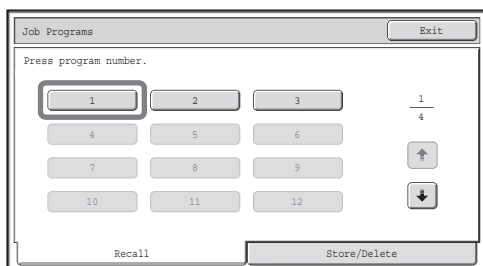 Job Programs Exit
Press program number.
1 2 3 1
4 5 6 4
7 8 9
10 11 12
Recall Store/Delete